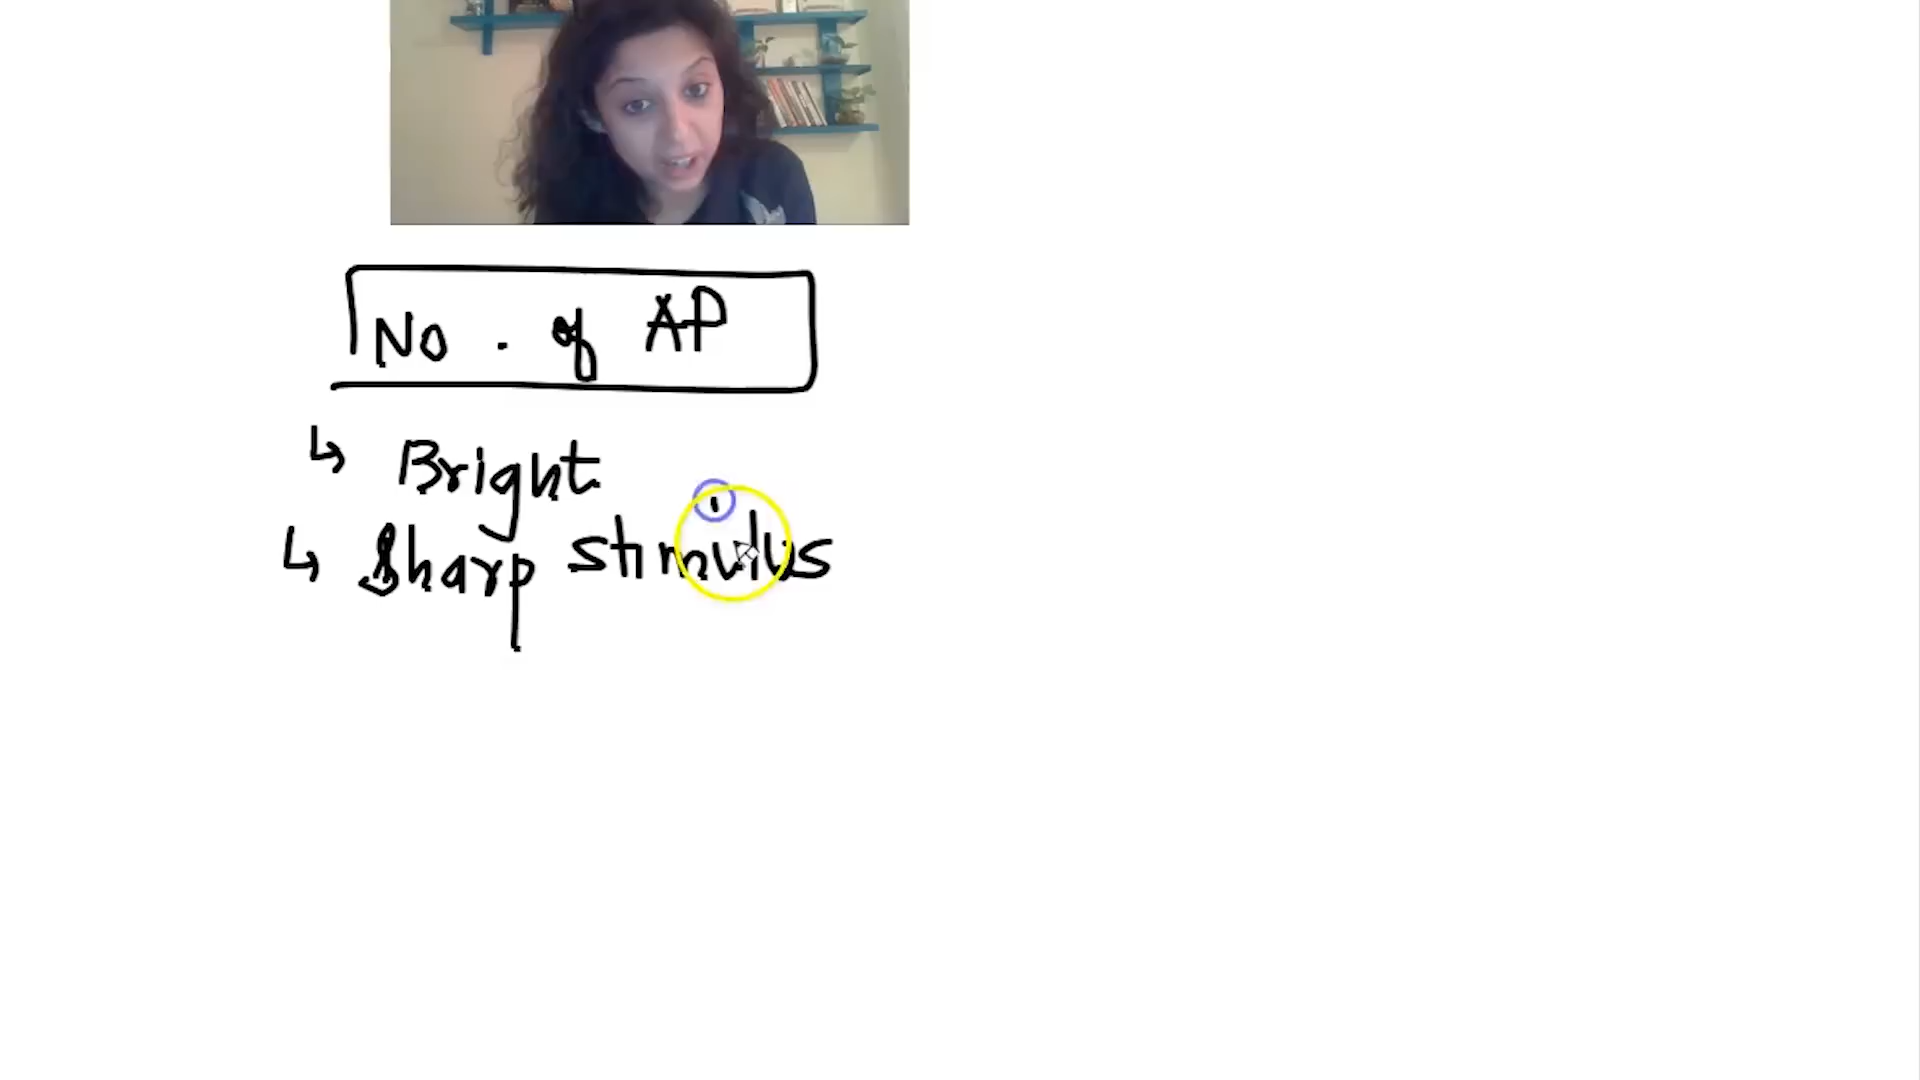 No. of AP
↳ Bright
↳ Sharp stimulus